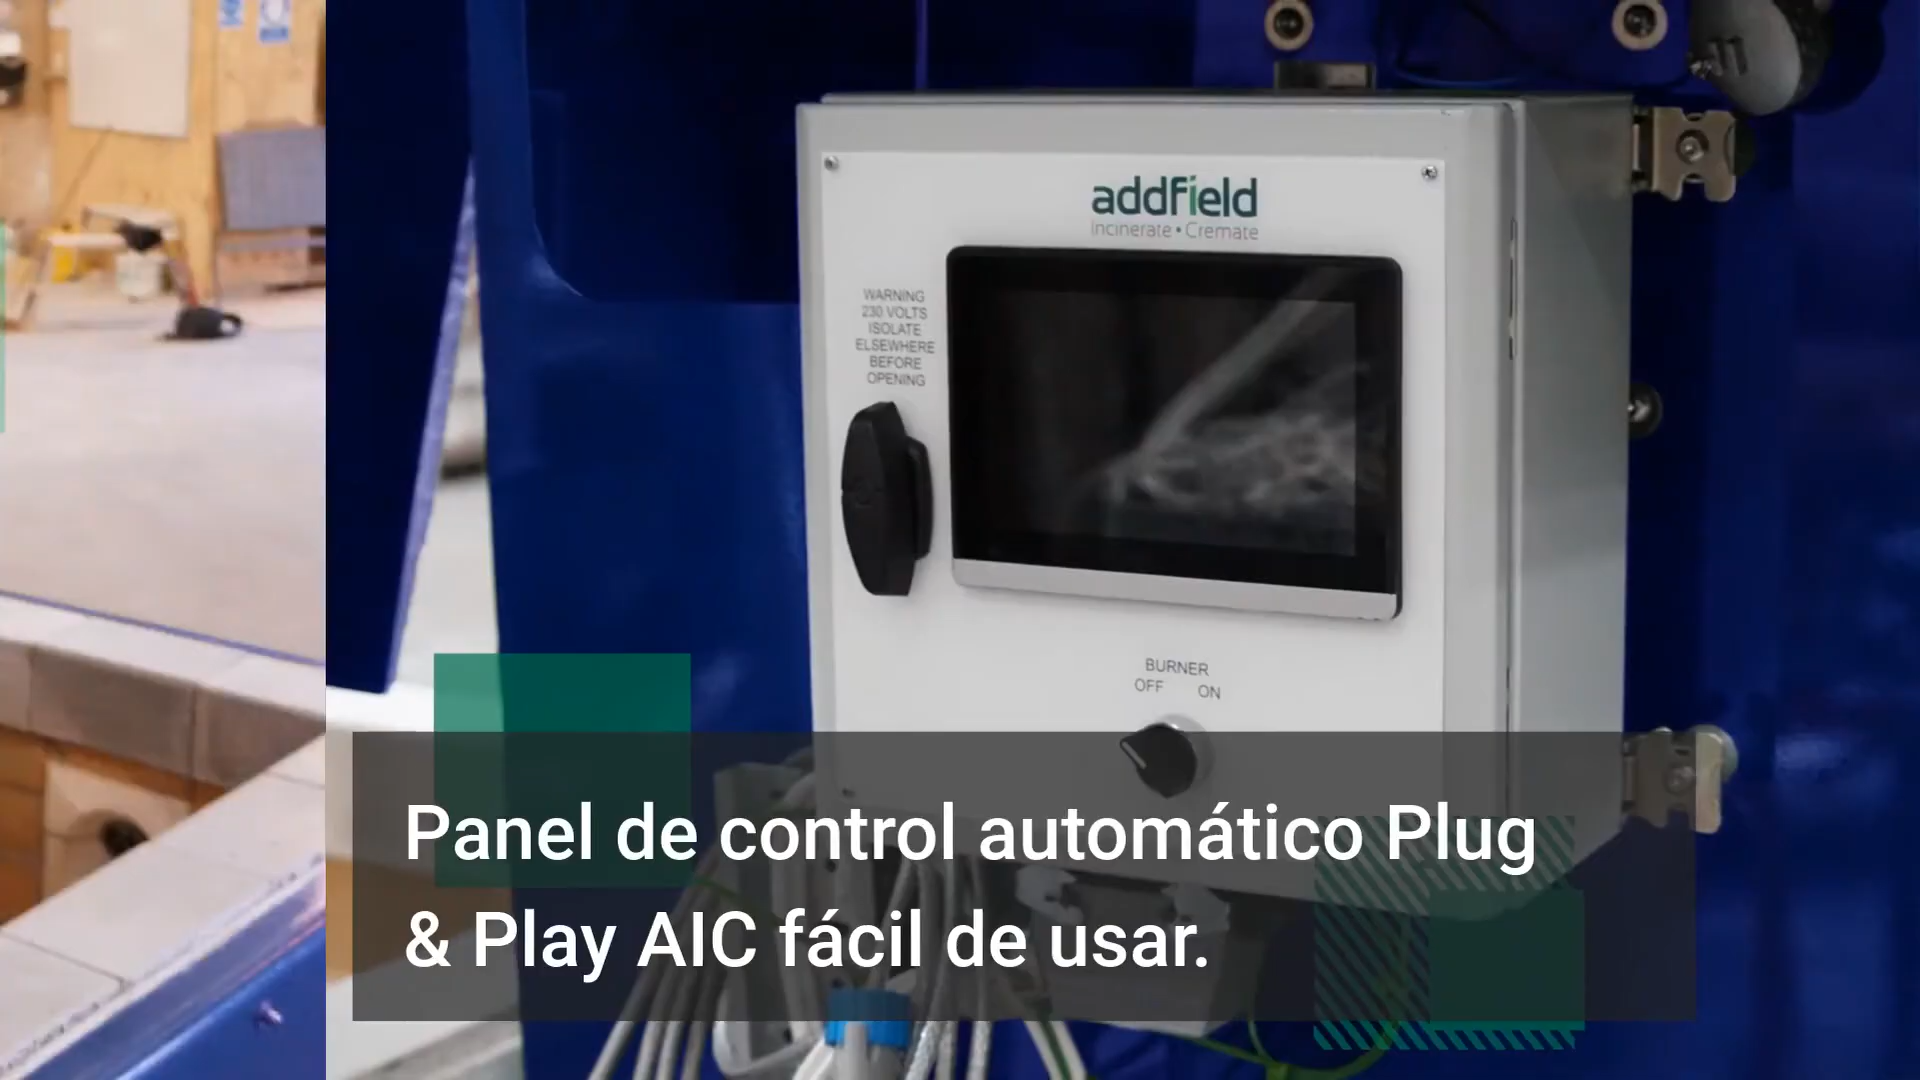 addfield
Incinerate • Cremate
WARNING
230 VOLTS
ISOLATE
ELSEWHERE
BEFORE
OPENING
BURNER
OFF ON
Panel de control automático Plug
& Play AIC fácil de usar.